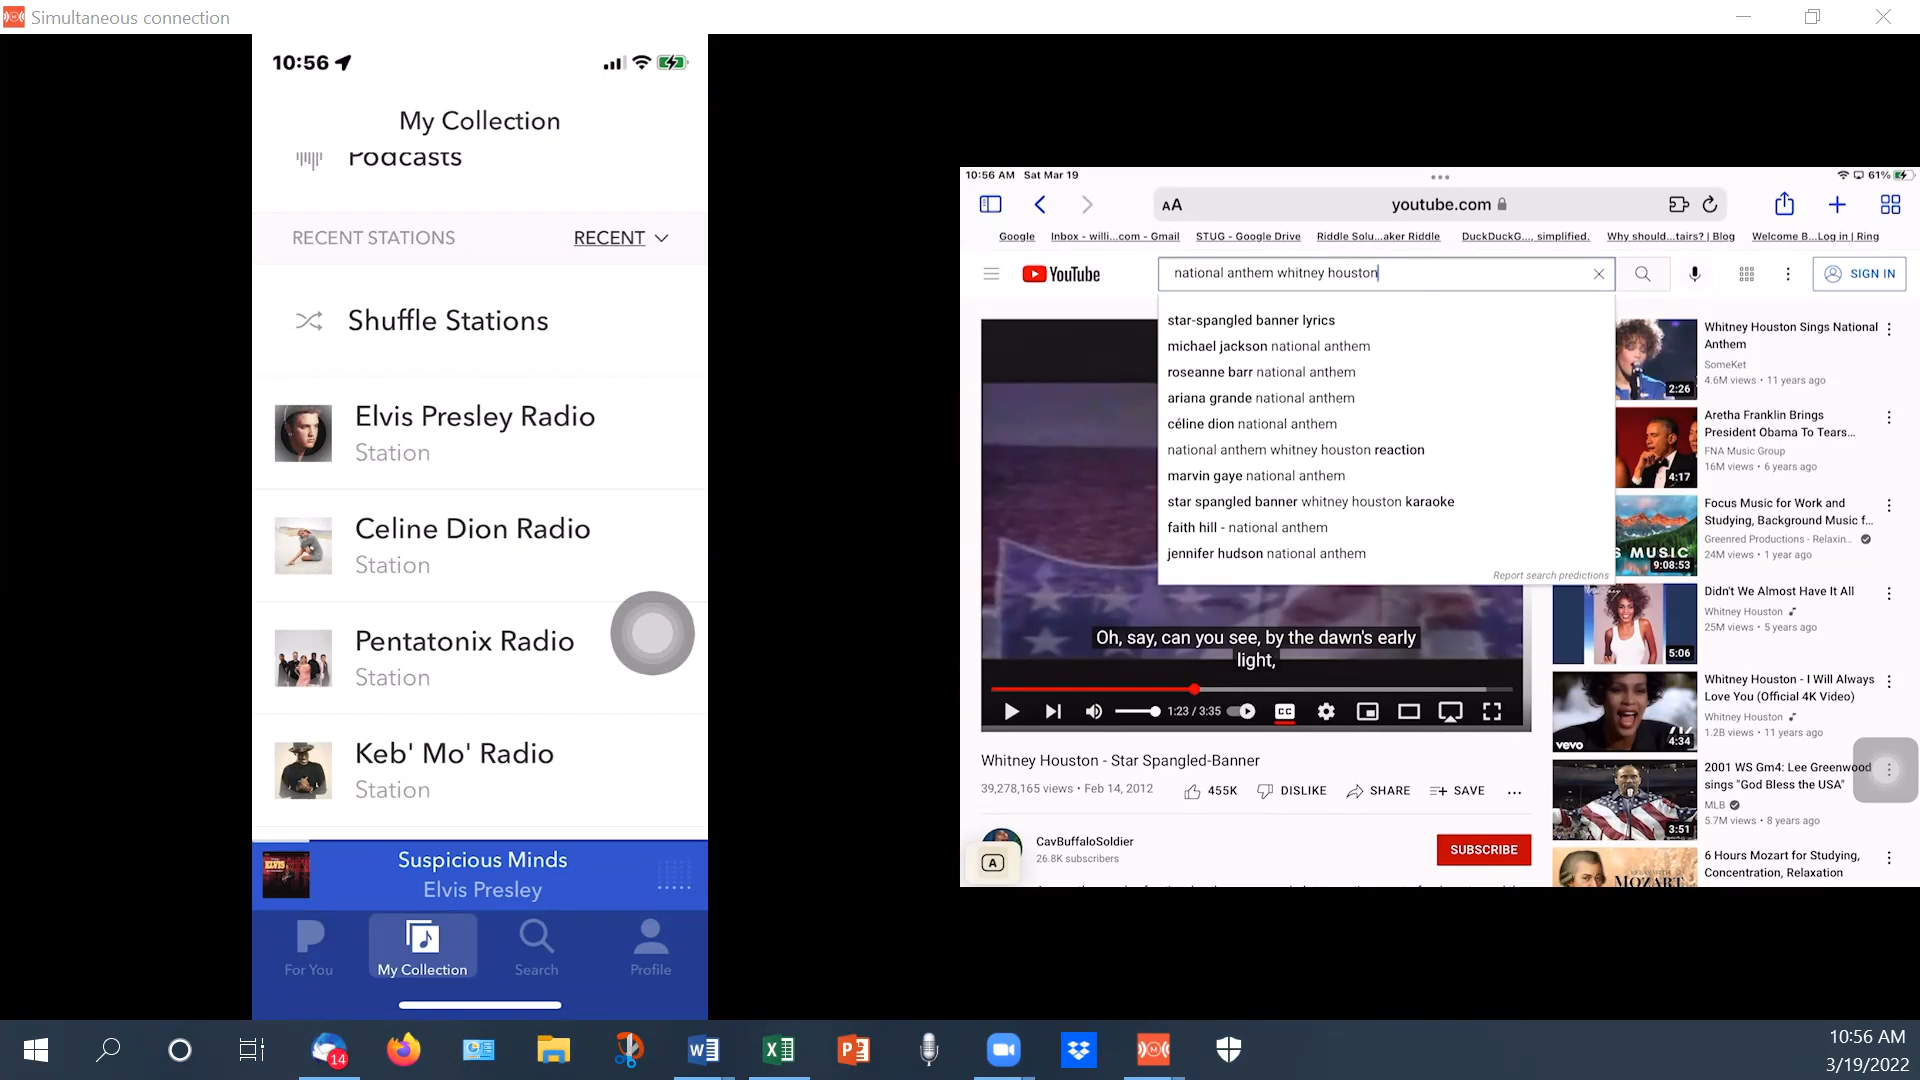 Simultaneous connection
10:56
My Collection
Podcasts
RECENT STATIONS
RECENT
Shuffle Stations
Elvis Presley Radio
Station
Celine Dion Radio
Station
Pentatonix Radio
Station
Keb' Mo' Radio
Station
Suspicious Minds
Elvis Presley
For You
My Collection
Search
Profile
10:56 AM Sat Mar 19
61%
AA
youtube.com
Google
Inbox - willi...com - Gmail
STUG - Google Drive
Riddle Solu...aker Riddle
DuckDuckG..., simplified.
Why should...tairs? | Blog
Welcome B...Log in | Ring
YouTube
national anthem whitney houston
SIGN IN
star-spangled banner lyrics
michael jackson national anthem
roseanne barr national anthem
ariana grande national anthem
céline dion national anthem
national anthem whitney houston reaction
marvin gaye national anthem
star spangled banner whitney houston karaoke
faith hill - national anthem
jennifer hudson national anthem
Report search predictions
Oh, say, can you see, by the dawn's early
light,
1:23 / 3:35
CC
Whitney Houston - Star Spangled-Banner
39,278,165 views • Feb 14, 2012
455K
DISLIKE
SHARE
SAVE
CavBuffaloSoldier
26.8K subscribers
SUBSCRIBE
A
2:26
Whitney Houston Sings National
Anthem
SomeKet
4.6M views • 11 years ago
4:17
Aretha Franklin Brings
President Obama To Tears...
FNA Music Group
16M views • 6 years ago
S MUSIC
9:08:53
Focus Music for Work and
Studying, Background Music f...
Greenred Productions - Relaxin...
24M views • 1 year ago
5:06
Didn't We Almost Have It All
Whitney Houston
25M views • 5 years ago
vevo
4:34
Whitney Houston - I Will Always
Love You (Official 4K Video)
Whitney Houston
1.2B views • 11 years ago
3:51
2001 WS Gm4: Lee Greenwood
sings "God Bless the USA"
MLB
5.7M views • 8 years ago
MOZART
6 Hours Mozart for Studying,
Concentration, Relaxation
14
10:56 AM
3/19/2022